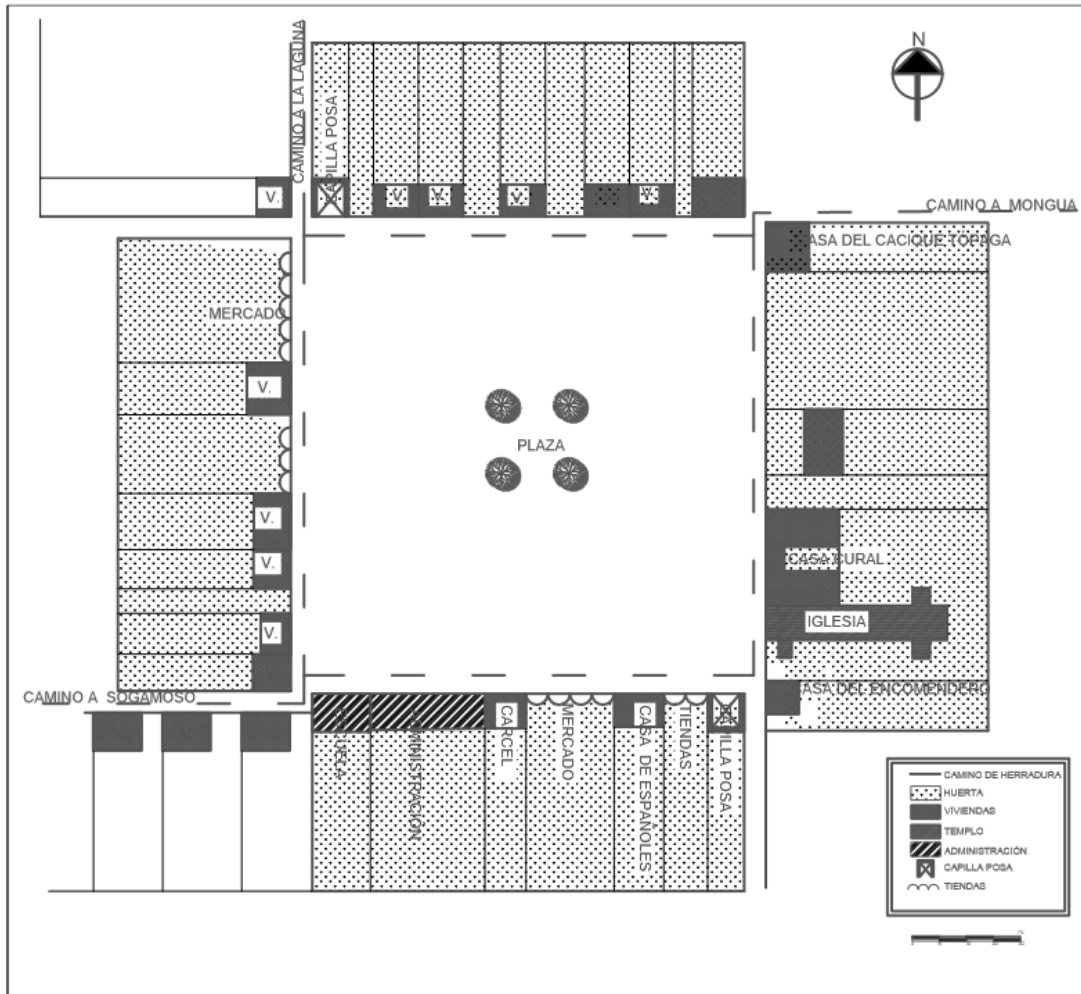 N
CAMINO A LA LAGUNA
CAPILLA POSA.
V.
V.
V.
V.
V.
CAMINO A MONGUA
CASA DEL CACIQUE TÓPAGA
MERCADO
V.
PLAZA
V.
V.
CASA CURAL
V.
IGLESIA
CAMINO A SOGAMOSO
CASA DEL ENCOMENDERO
ESCUELA
ADMINISTRACIÓN
CARCEL
MERCADO
CASA DE ESPAÑOLES
TIENDAS
CAPILLA POSA.
CAMINO DE HERRADURA
HUERTA
VIVIENDAS
TEMPLO
ADMINISTRACIÓN
CAPILLA POSA
TIENDAS